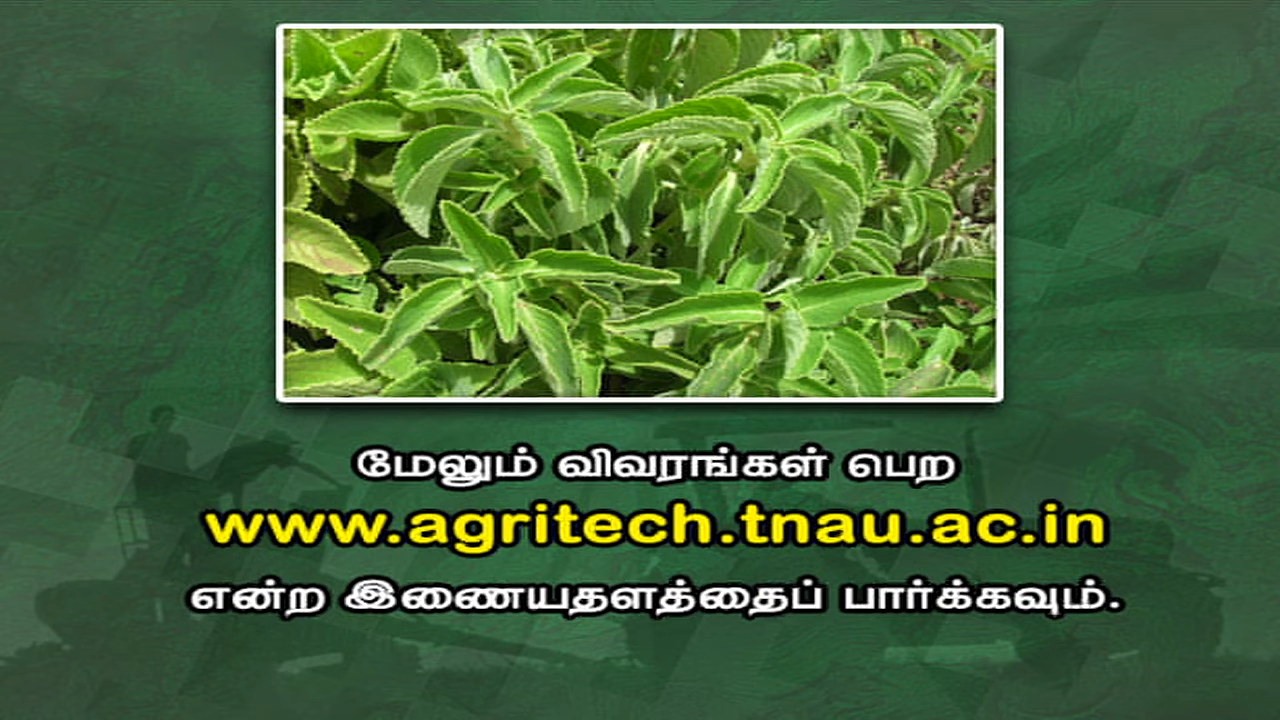 மேலும் விவரங்கள் பெற
www.agritech.tnau.ac.in
என்ற இணையதளத்தைப் பார்க்கவும்.